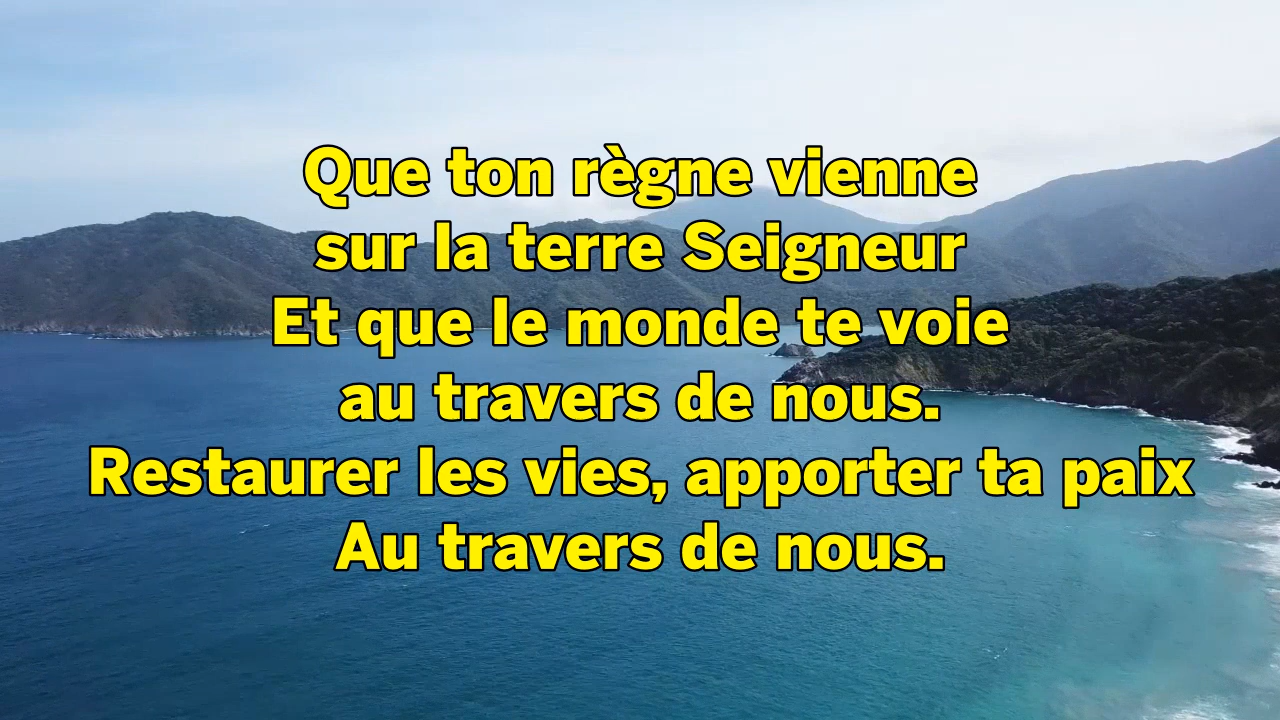 Que ton règne vienne
sur la terre Seigneur
Et que le monde te voie
au travers de nous.
Restaurer les vies, apporter ta paix
Au travers de nous.